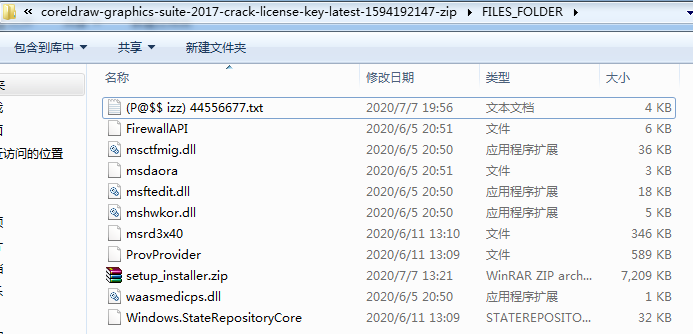 « coreldraw-graphics-suite-2017-crack-license-key-latest-1594192147-zip ▸ FILES_FOLDER ▸
包含到库中 共享 新建文件夹
名称 修改日期 类型 大小
(P@$$ izz) 44556677.txt 2020/7/7 19:56 文本文档 4 KB
FirewallAPI 2020/6/5 20:51 文件 6 KB
msctfmig.dll 2020/6/5 20:50 应用程序扩展 36 KB
msdaora 2020/6/5 20:51 文件 3 KB
msftedit.dll 2020/6/5 20:50 应用程序扩展 18 KB
mshwkor.dll 2020/6/5 20:50 应用程序扩展 5 KB
msrd3x40 2020/6/11 13:10 文件 346 KB
ProvProvider 2020/6/11 13:09 文件 589 KB
setup_installer.zip 2020/7/7 13:21 WinRAR ZIP arch... 7,209 KB
waasmedicps.dll 2020/6/5 20:50 应用程序扩展 1 KB
Windows.StateRepositoryCore 2020/6/11 13:09 STATEREPOSITO... 32 KB
近访问的位置